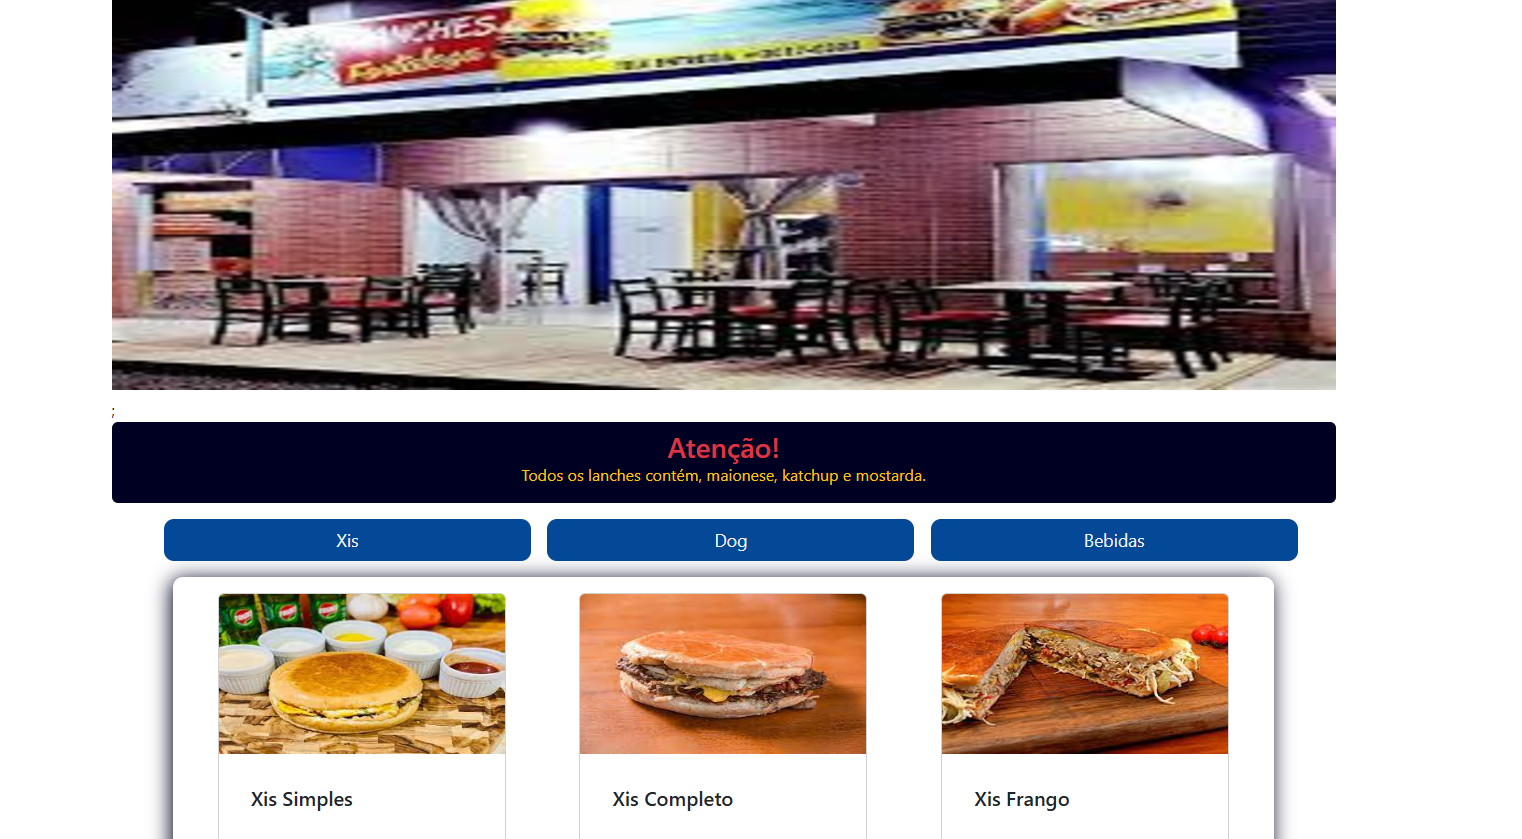 LANCHES
Fortaleza
;
Atenção!
Todos os lanches contém, maionese, katchup e mostarda.
Xis
Dog
Bebidas
Xis Simples
Xis Completo
Xis Frango